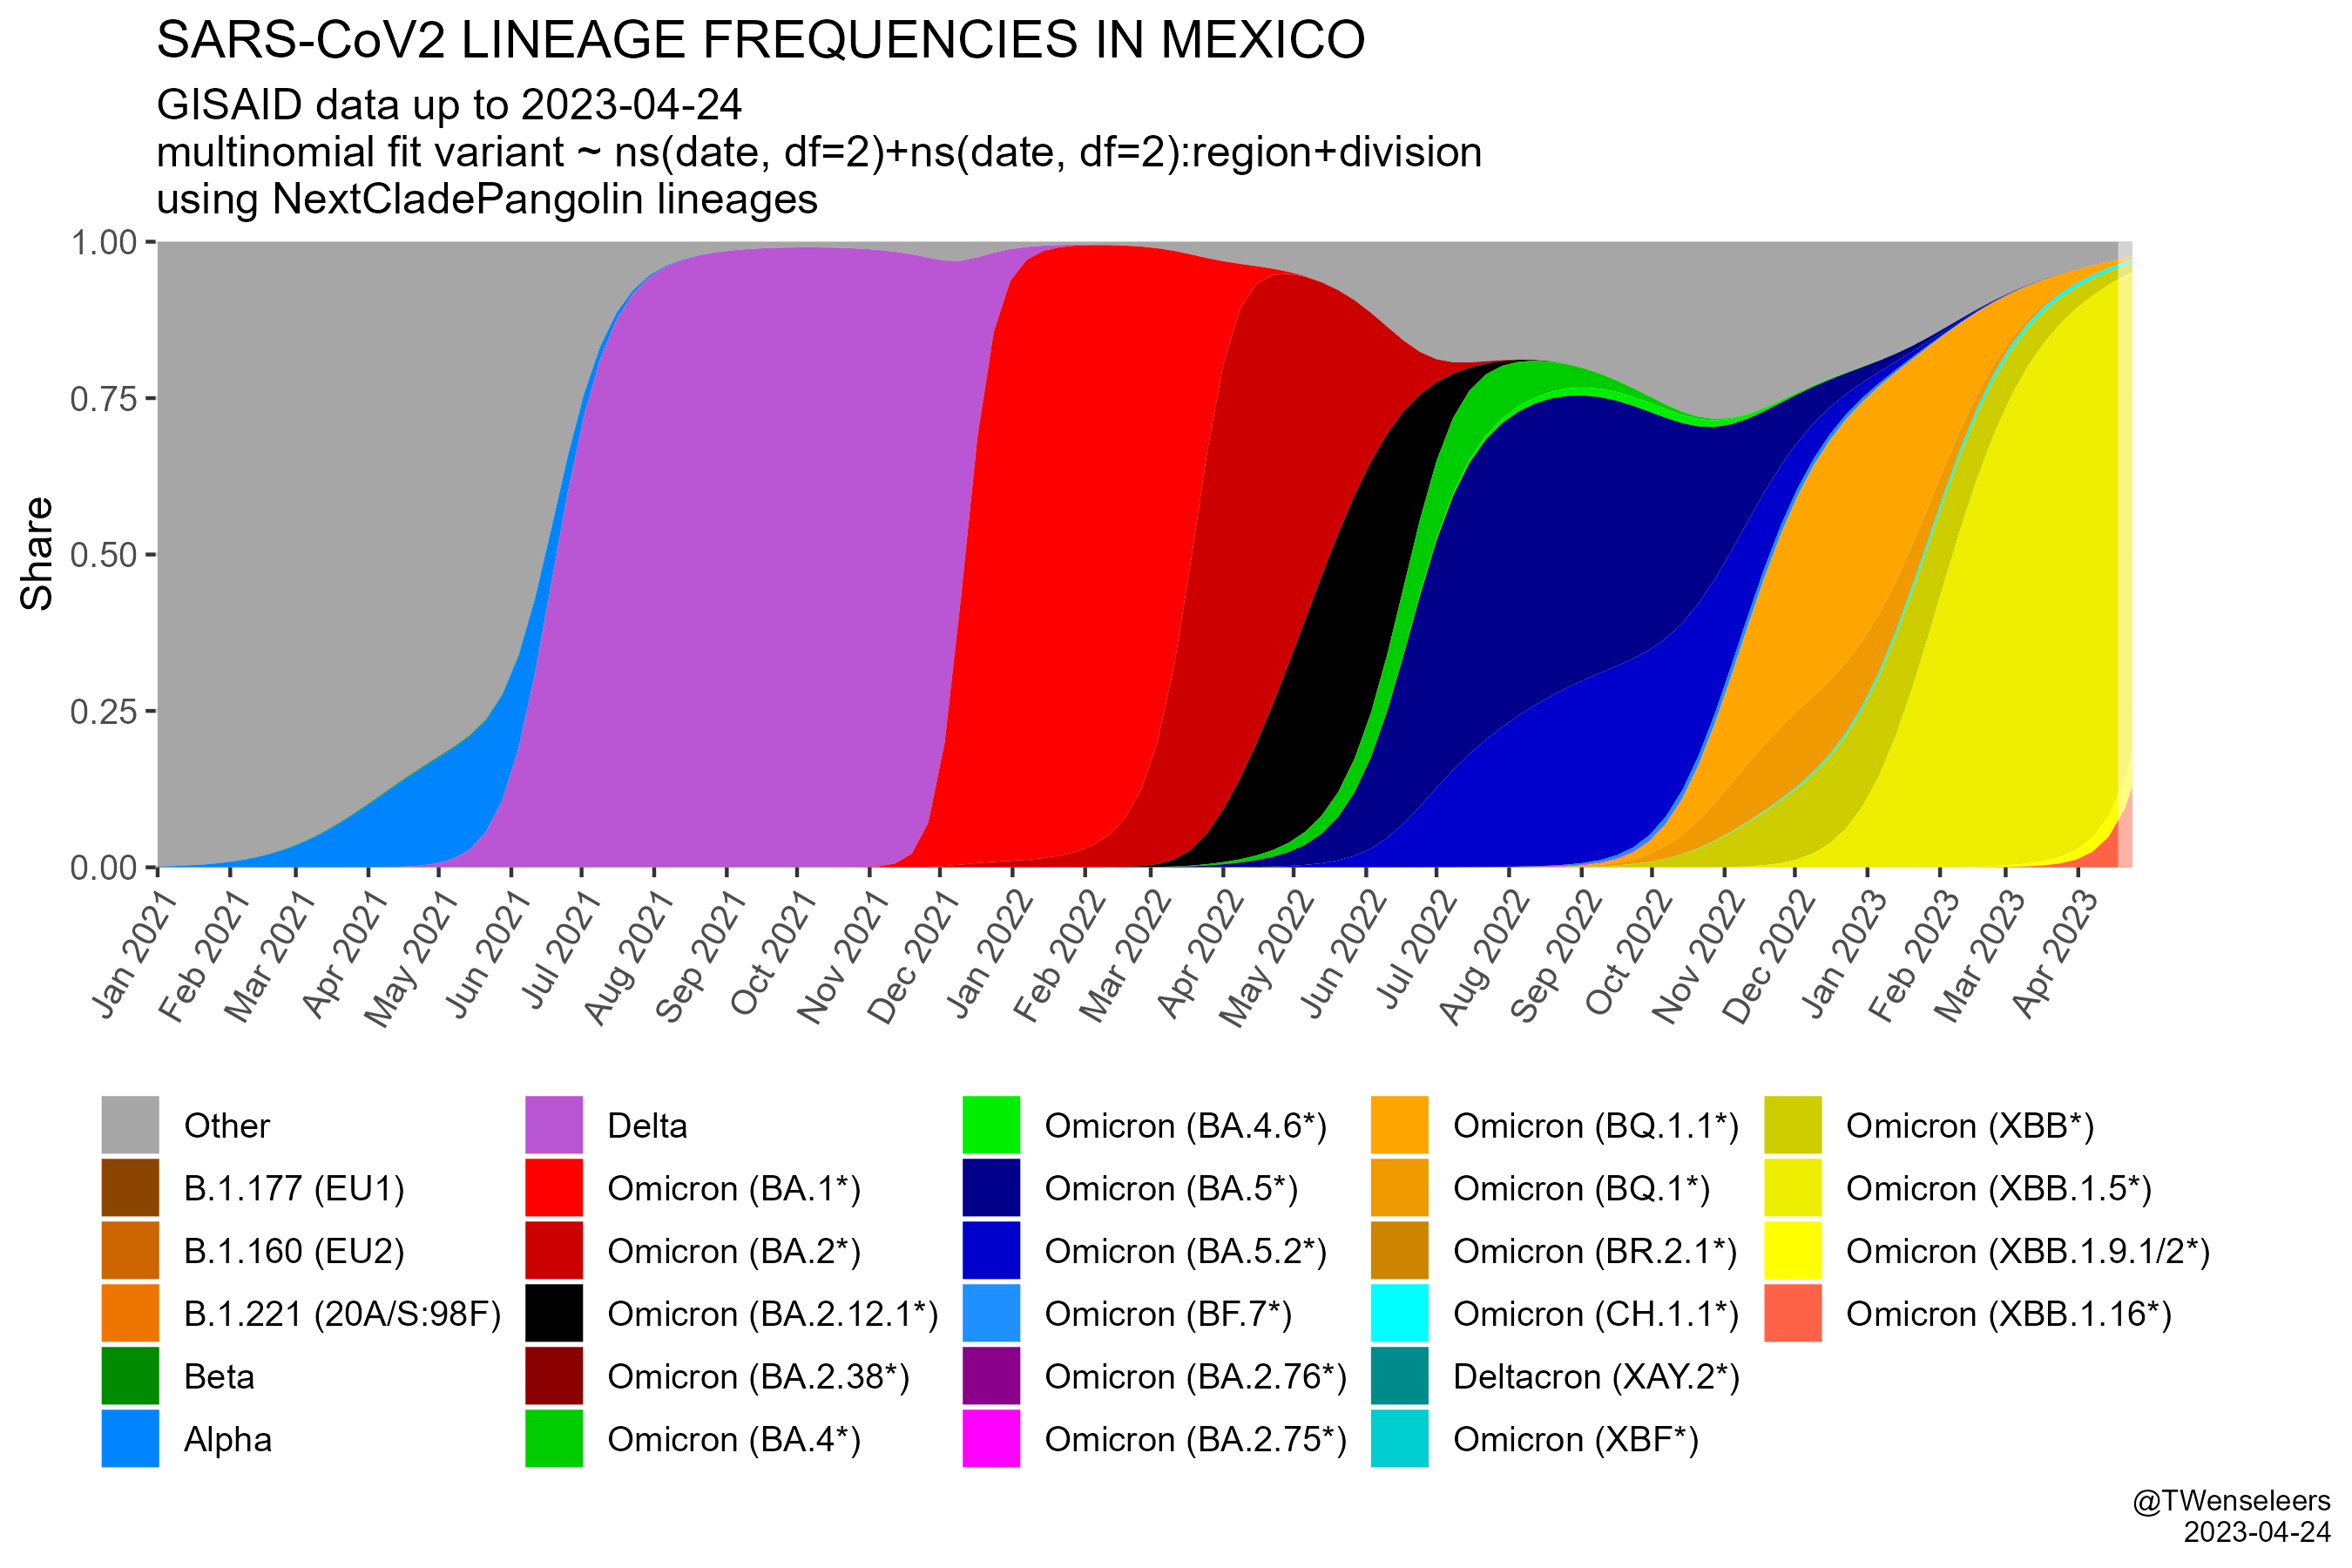 SARS-CoV2 LINEAGE FREQUENCIES IN MEXICO
GISAID data up to 2023-04-24
multinomial fit variant ~ ns(date, df=2)+ns(date, df=2):region+division
using NextCladePangolin lineages
1.00
0.75
0.50
0.25
0.00
Share
Jan 2021
Feb 2021
Mar 2021
Apr 2021
May 2021
Jun 2021
Jul 2021
Aug 2021
Sep 2021
Oct 2021
Nov 2021
Dec 2021
Jan 2022
Feb 2022
Mar 2022
Apr 2022
May 2022
Jun 2022
Jul 2022
Aug 2022
Sep 2022
Oct 2022
Nov 2022
Dec 2022
Jan 2023
Feb 2023
Mar 2023
Apr 2023
Other
B.1.177 (EU1)
B.1.160 (EU2)
B.1.221 (20A/S:98F)
Beta
Alpha
Delta
Omicron (BA.1*)
Omicron (BA.2*)
Omicron (BA.2.12.1*)
Omicron (BA.2.38*)
Omicron (BA.4*)
Omicron (BA.4.6*)
Omicron (BA.5*)
Omicron (BA.5.2*)
Omicron (BF.7*)
Omicron (BA.2.76*)
Omicron (BA.2.75*)
Omicron (BQ.1.1*)
Omicron (BQ.1*)
Omicron (BR.2.1*)
Omicron (CH.1.1*)
Deltacron (XAY.2*)
Omicron (XBF*)
Omicron (XBB*)
Omicron (XBB.1.5*)
Omicron (XBB.1.9.1/2*)
Omicron (XBB.1.16*)
@TWenseleers
2023-04-24